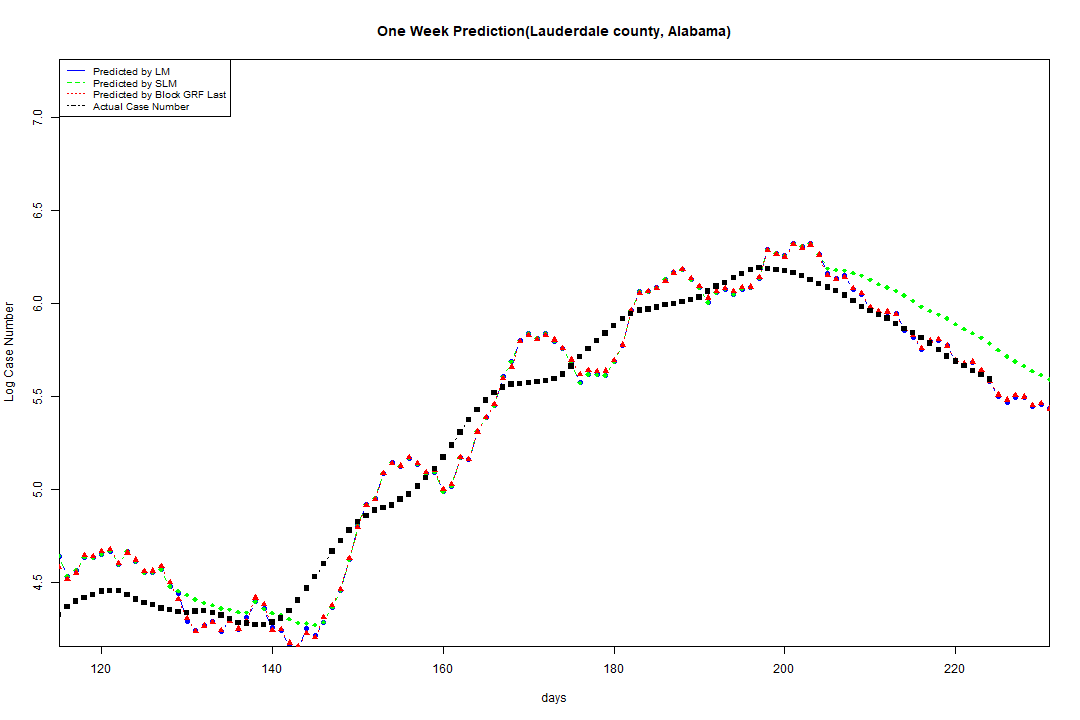 One Week Prediction(Lauderdale county, Alabama)
Predicted by LM
Predicted by SLM
Predicted by Block GRF Last
Actual Case Number
Log Case Number
7.0
6.5
6.0
5.5
5.0
4.5
120 140 160 180 200 220
days